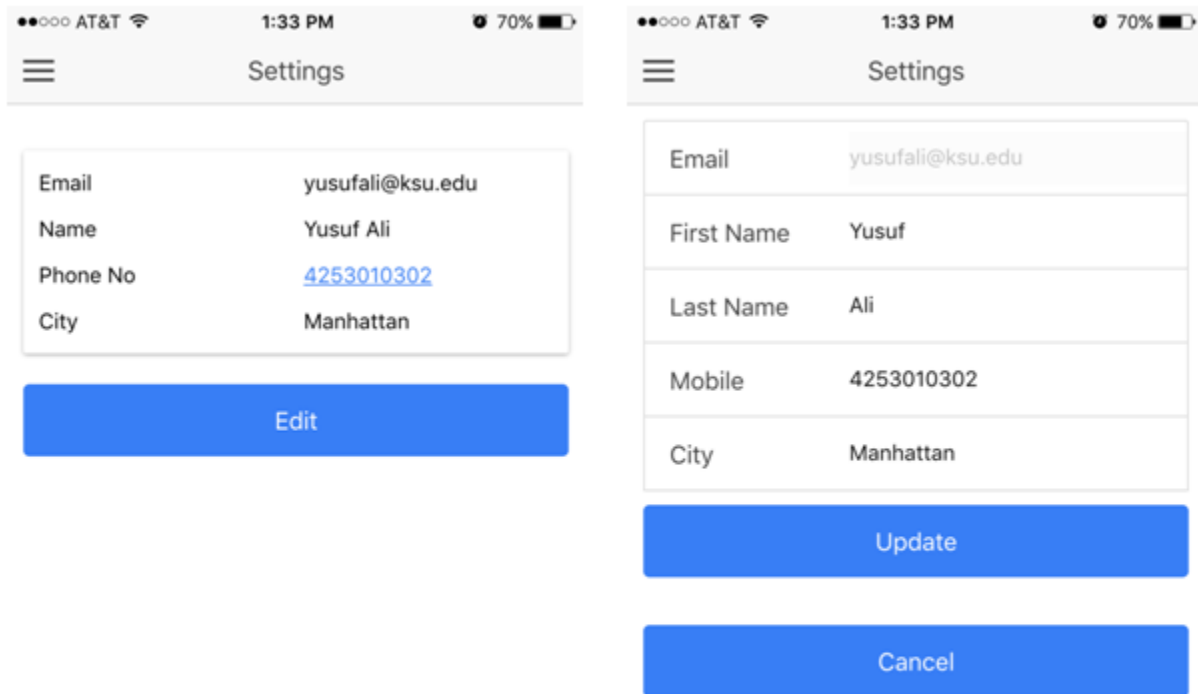 AT&T 1:33 PM 70%
Settings
Email yusufali@ksu.edu
Name Yusuf Ali
Phone No 4253010302
City Manhattan
Edit
AT&T 1:33 PM 70%
Settings
Email yusufali@ksu.edu
First Name Yusuf
Last Name Ali
Mobile 4253010302
City Manhattan
Update
Cancel